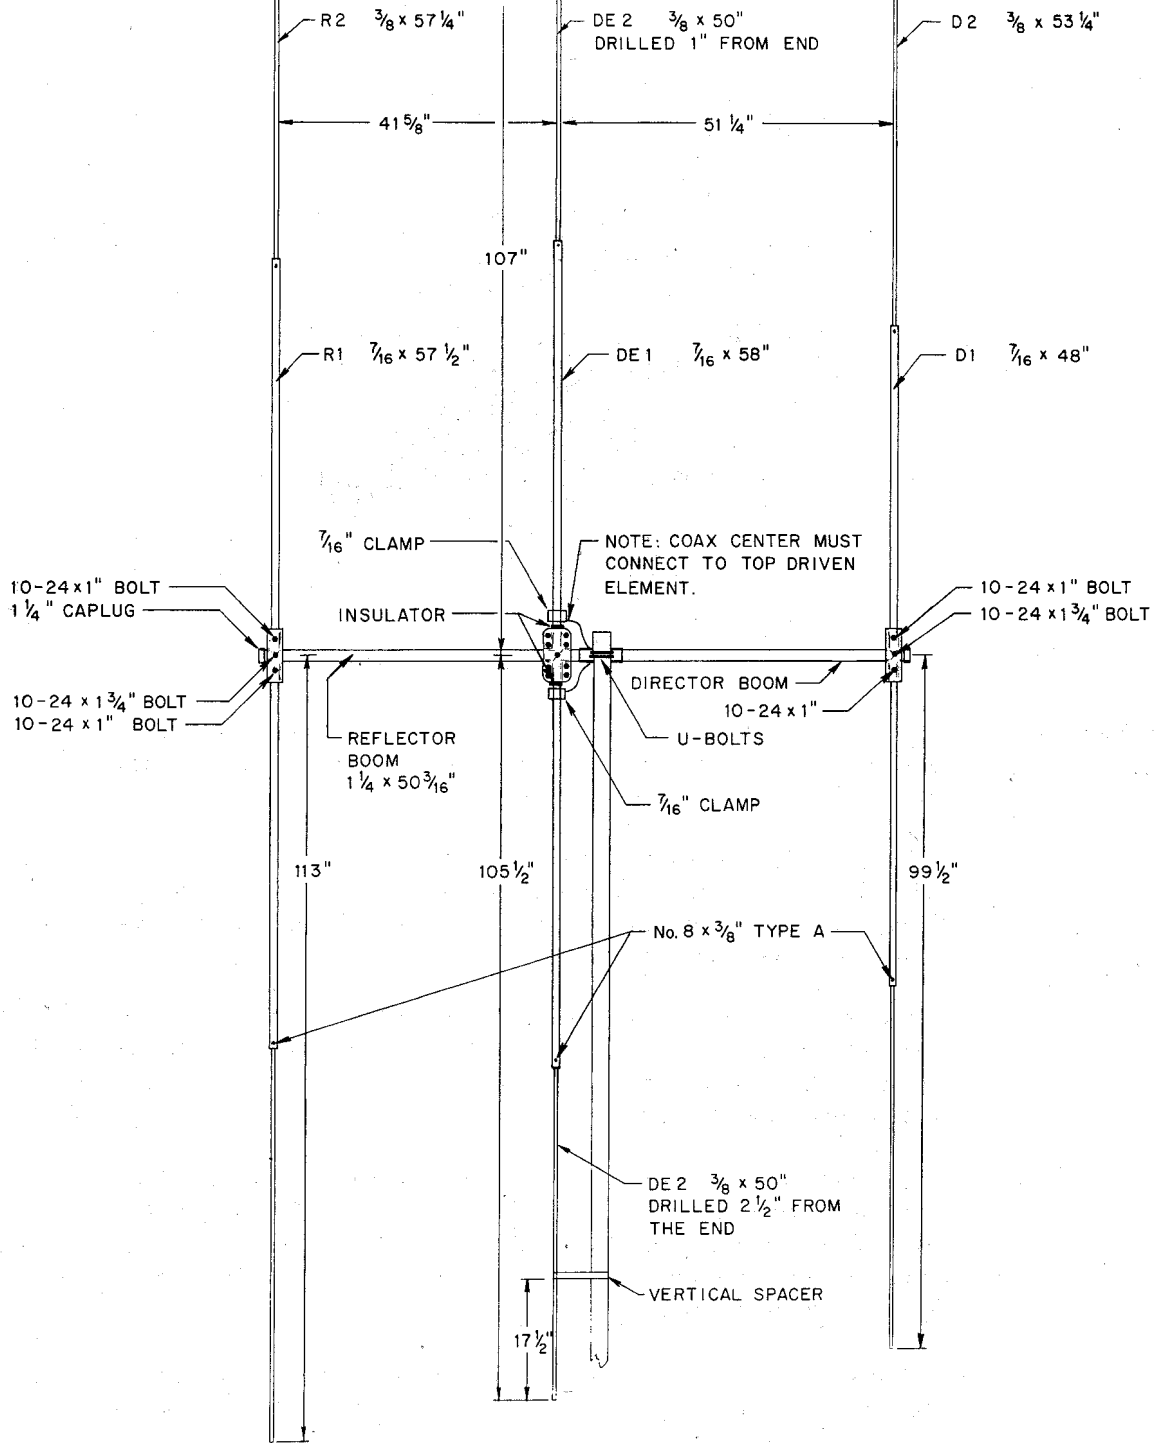 R2 3/8 x 57 1/4"
DE2 3/8 x 50"
DRILLED 1" FROM END
D2 3/8 x 53 1/4"
41 5/8"
51 1/4"
107"
R1 7/16 x 57 1/2"
DE1 7/16 x 58"
D1 7/16 x 48"
7/16" CLAMP
NOTE: COAX CENTER MUST
CONNECT TO TOP DRIVEN
ELEMENT.
10-24 x 1" BOLT
1 1/4" CAPLUG
INSULATOR
10-24 x 1" BOLT
10-24 x 1 3/4" BOLT
10-24 x 1 3/4" BOLT
10-24 x 1" BOLT
DIRECTOR BOOM
10-24 x 1"
REFLECTOR
BOOM
1 1/4 x 50 3/16"
U-BOLTS
7/16" CLAMP
113"
105 1/2"
99 1/2"
No. 8 x 3/8" TYPE A
DE2 3/8 x 50"
DRILLED 2 1/2" FROM
THE END
VERTICAL SPACER
17 1/2"